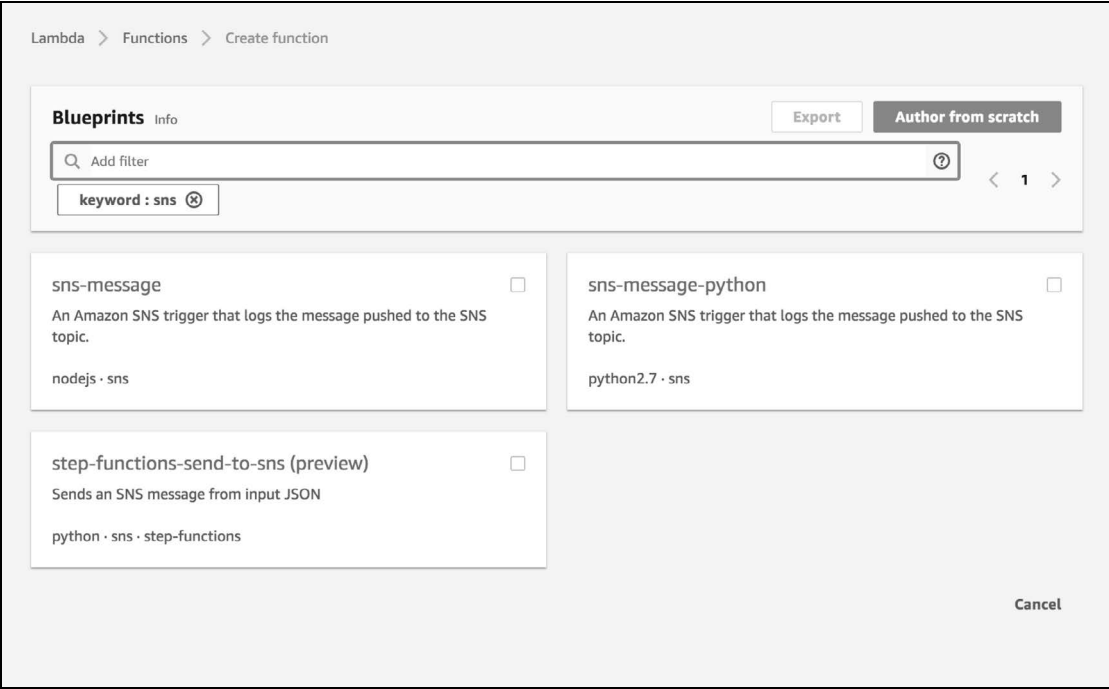 Lambda > Functions > Create function
Blueprints Info
Export
Author from scratch
Add filter
< 1 >
keyword : sns
sns-message
An Amazon SNS trigger that logs the message pushed to the SNS
topic.
nodejs · sns
sns-message-python
An Amazon SNS trigger that logs the message pushed to the SNS
topic.
python2.7 · sns
step-functions-send-to-sns (preview)
Sends an SNS message from input JSON
python · sns · step-functions
Cancel